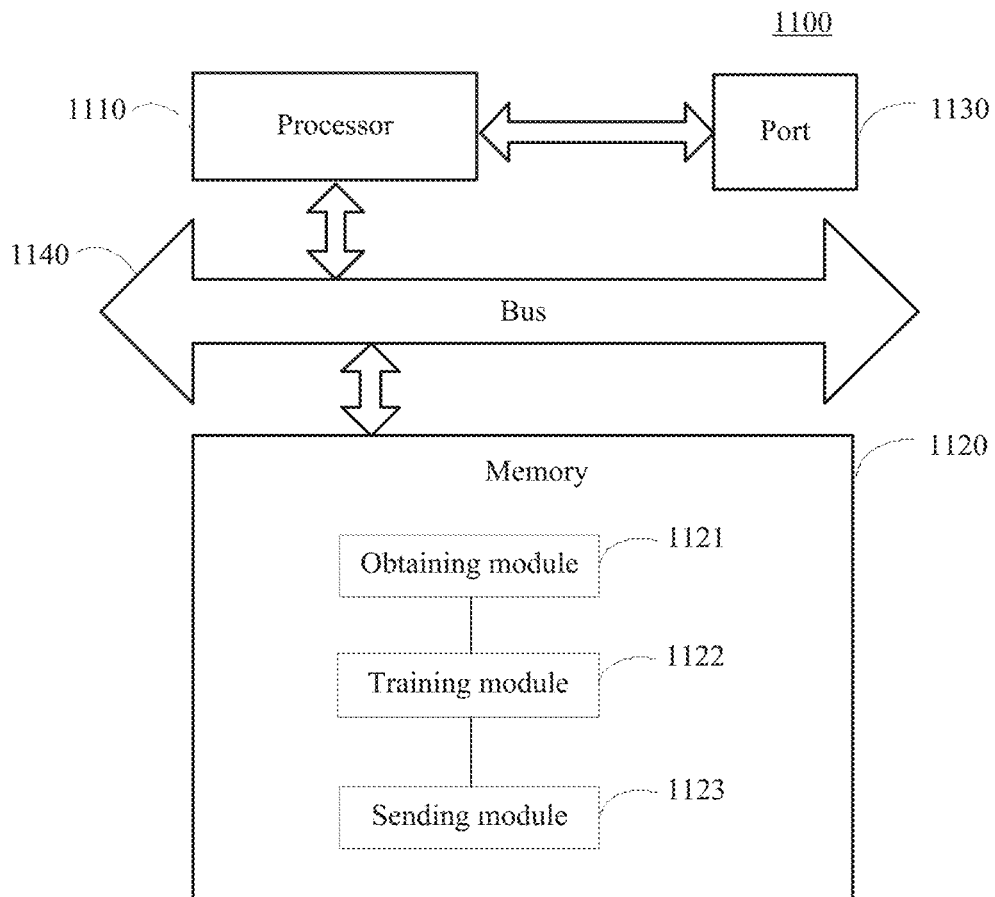 1100
1110
Processor
Port
1130
1140
Bus
1120
Memory
1121
Obtaining module
1122
Training module
1123
Sending module